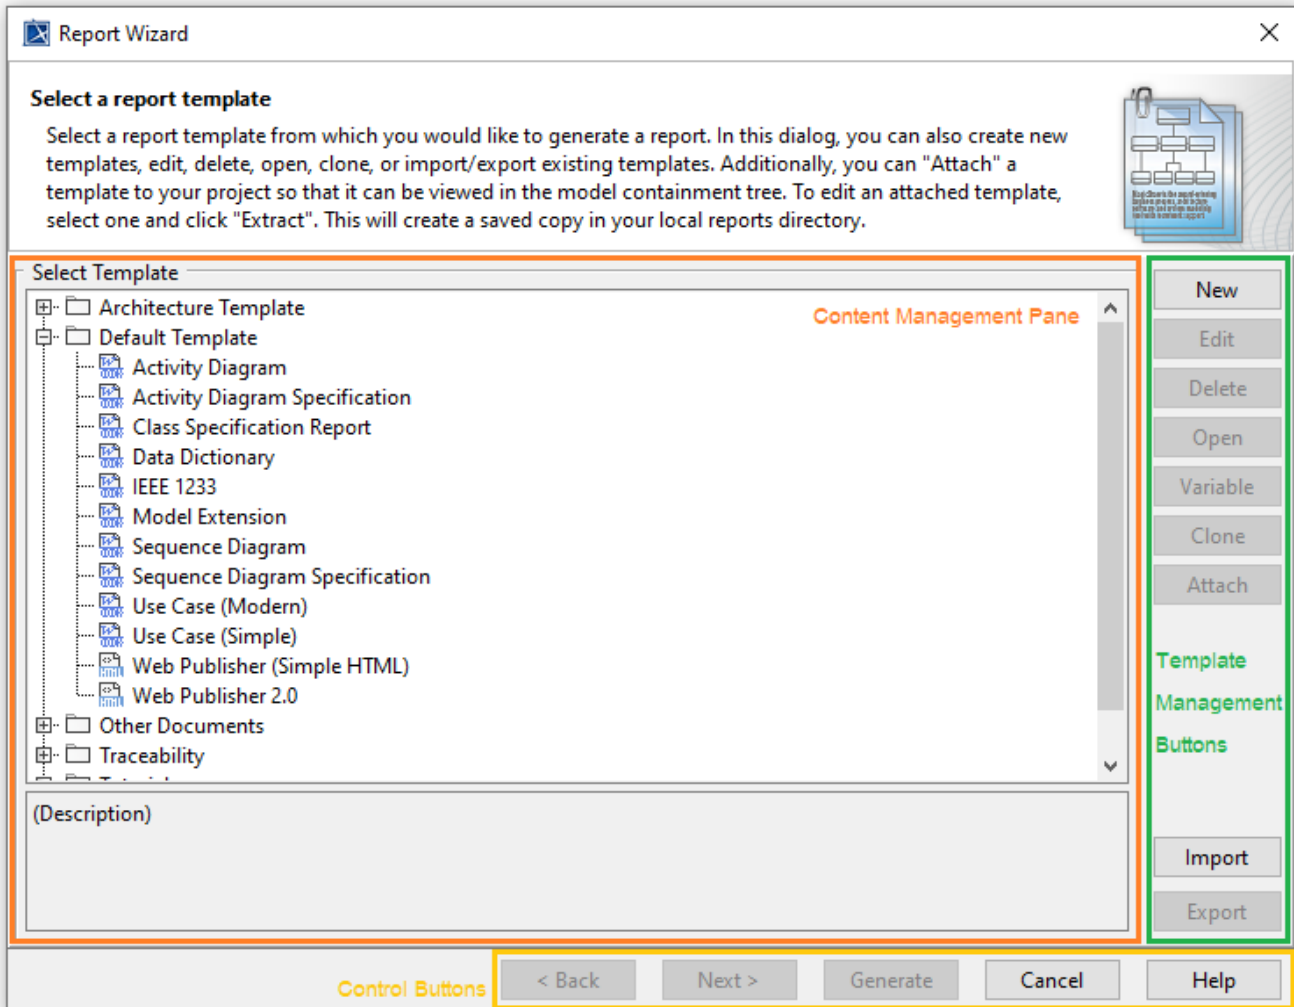 Report Wizard
Select a report template
Select a report template from which you would like to generate a report. In this dialog, you can also create new
templates, edit, delete, open, clone, or import/export existing templates. Additionally, you can "Attach" a
template to your project so that it can be viewed in the model containment tree. To edit an attached template,
select one and click "Extract". This will create a saved copy in your local reports directory.
Select Template
Content Management Pane
Architecture Template
Default Template
Activity Diagram
Activity Diagram Specification
Class Specification Report
Data Dictionary
IEEE 1233
Model Extension
Sequence Diagram
Sequence Diagram Specification
Use Case (Modern)
Use Case (Simple)
Web Publisher (Simple HTML)
Web Publisher 2.0
Other Documents
Traceability
(Description)
New
Edit
Delete
Open
Variable
Clone
Attach
Template
Management
Buttons
Import
Export
Control Buttons
< Back
Next >
Generate
Cancel
Help